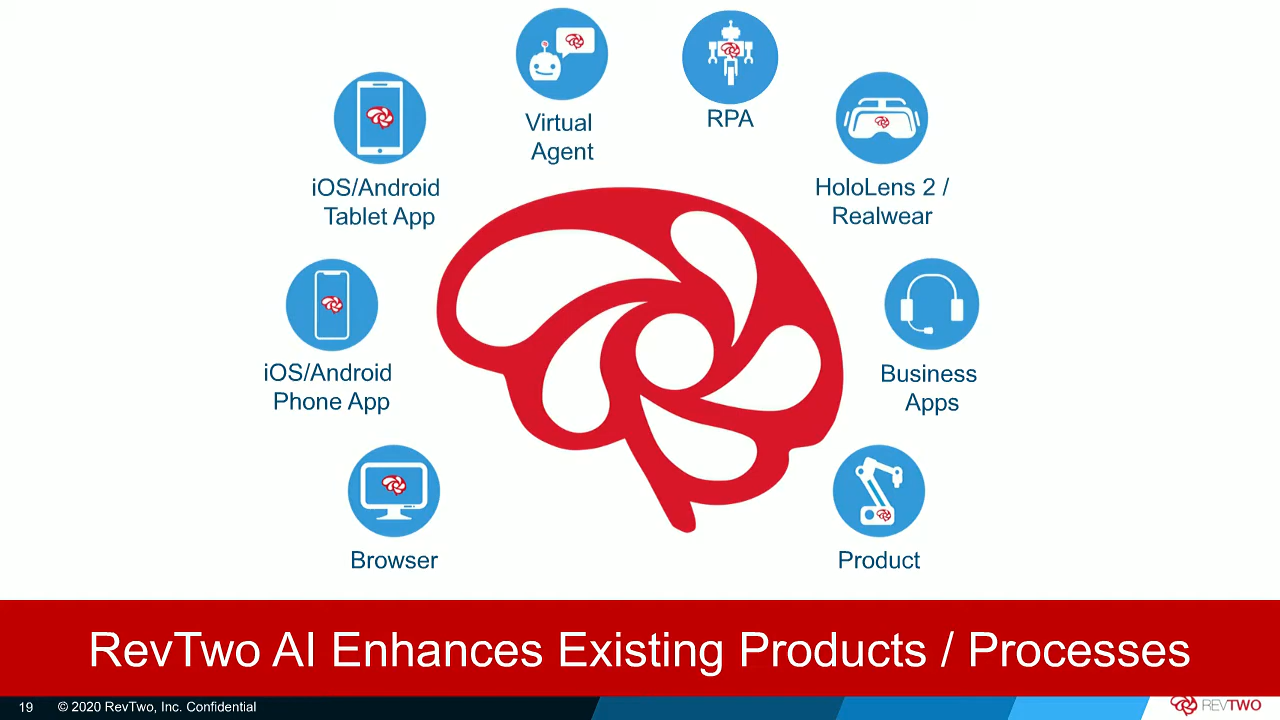 Virtual
Agent
RPA
iOS/Android
Tablet App
HoloLens 2 /
Realwear
iOS/Android
Phone App
Business
Apps
Browser
Product
RevTwo AI Enhances Existing Products / Processes
19 © 2020 RevTwo, Inc. Confidential
REVTWO